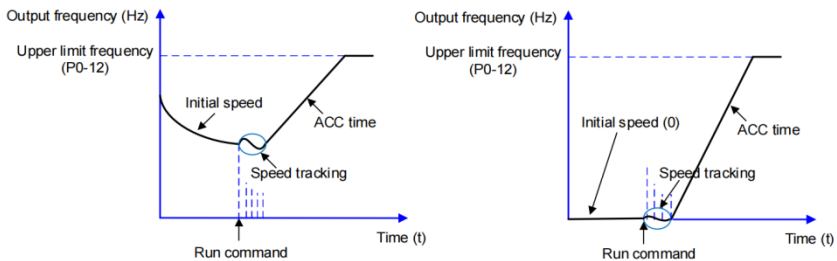 Output frequency (Hz)
Upper limit frequency
(P0-12)
Initial speed
ACC time
Speed tracking
Time (t)
Run command
Output frequency (Hz)
Upper limit frequency
(P0-12)
Initial speed (0)
ACC time
Speed tracking
Time (t)
Run command